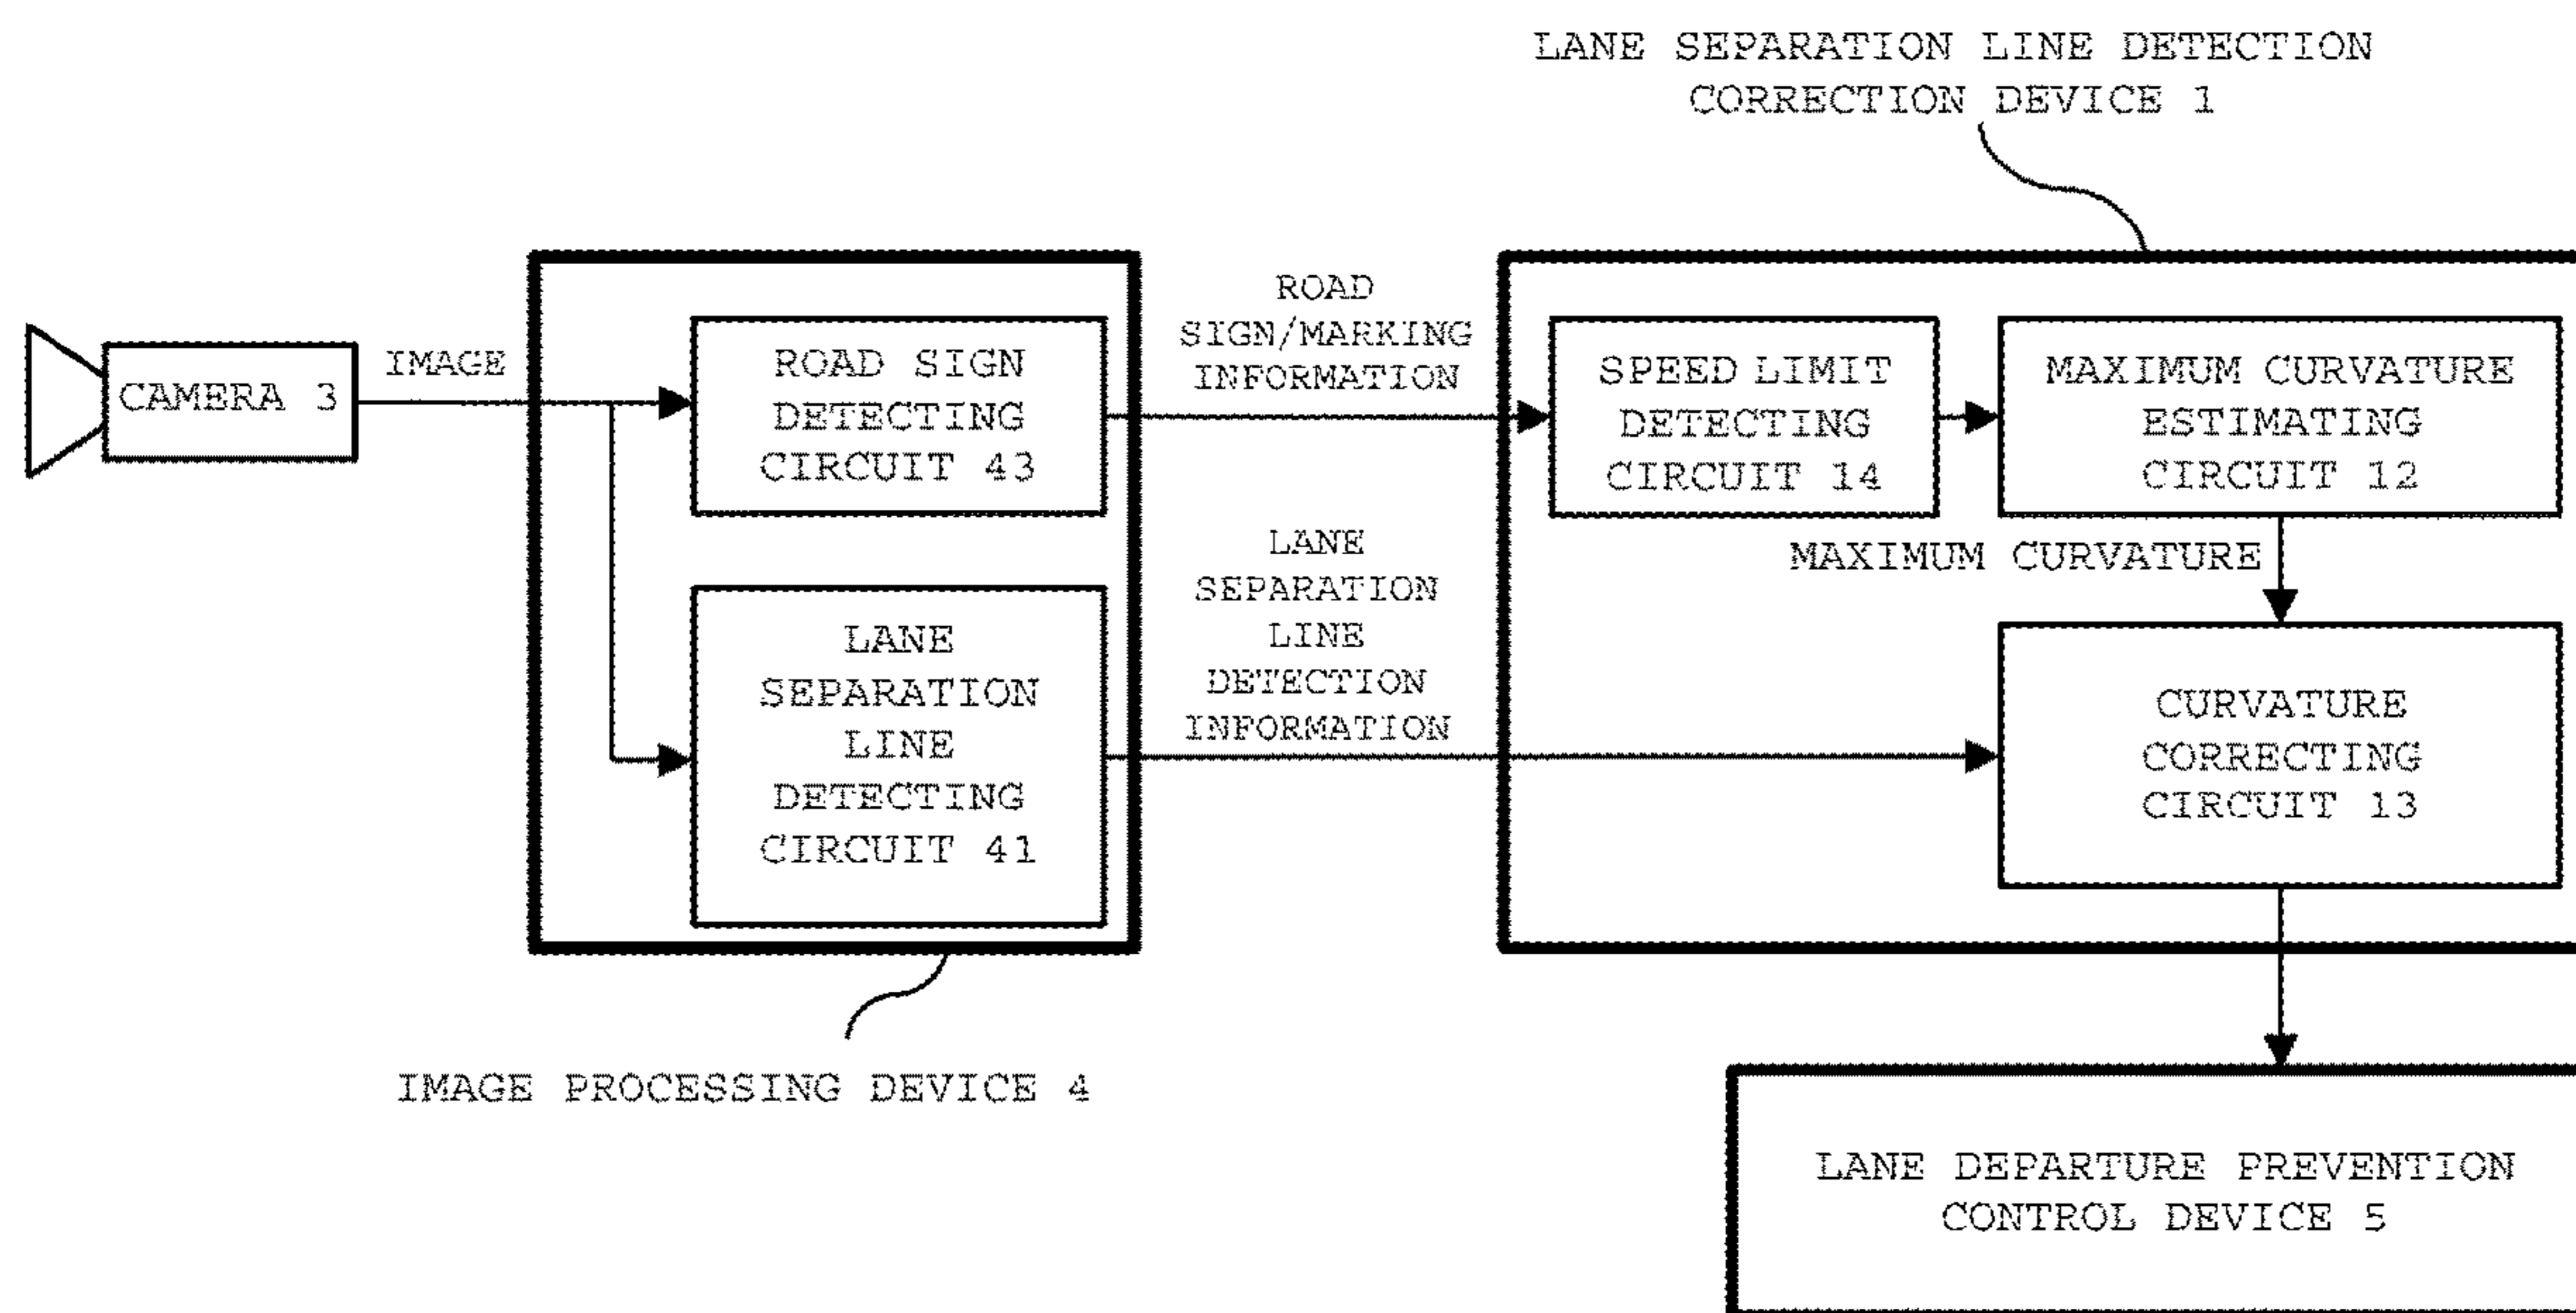 LANE SEPARATION LINE DETECTION
CORRECTION DEVICE 1
CAMERA 3
IMAGE
ROAD SIGN
DETECTING
CIRCUIT 43
ROAD
SIGN/MARKING
INFORMATION
SPEED LIMIT
DETECTING
CIRCUIT 14
MAXIMUM CURVATURE
ESTIMATING
CIRCUIT 12
MAXIMUM CURVATURE
LANE
SEPARATION
LINE
DETECTING
CIRCUIT 41
LANE
SEPARATION
LINE
DETECTION
INFORMATION
CURVATURE
CORRECTING
CIRCUIT 13
IMAGE PROCESSING DEVICE 4
LANE DEPARTURE PREVENTION
CONTROL DEVICE 5